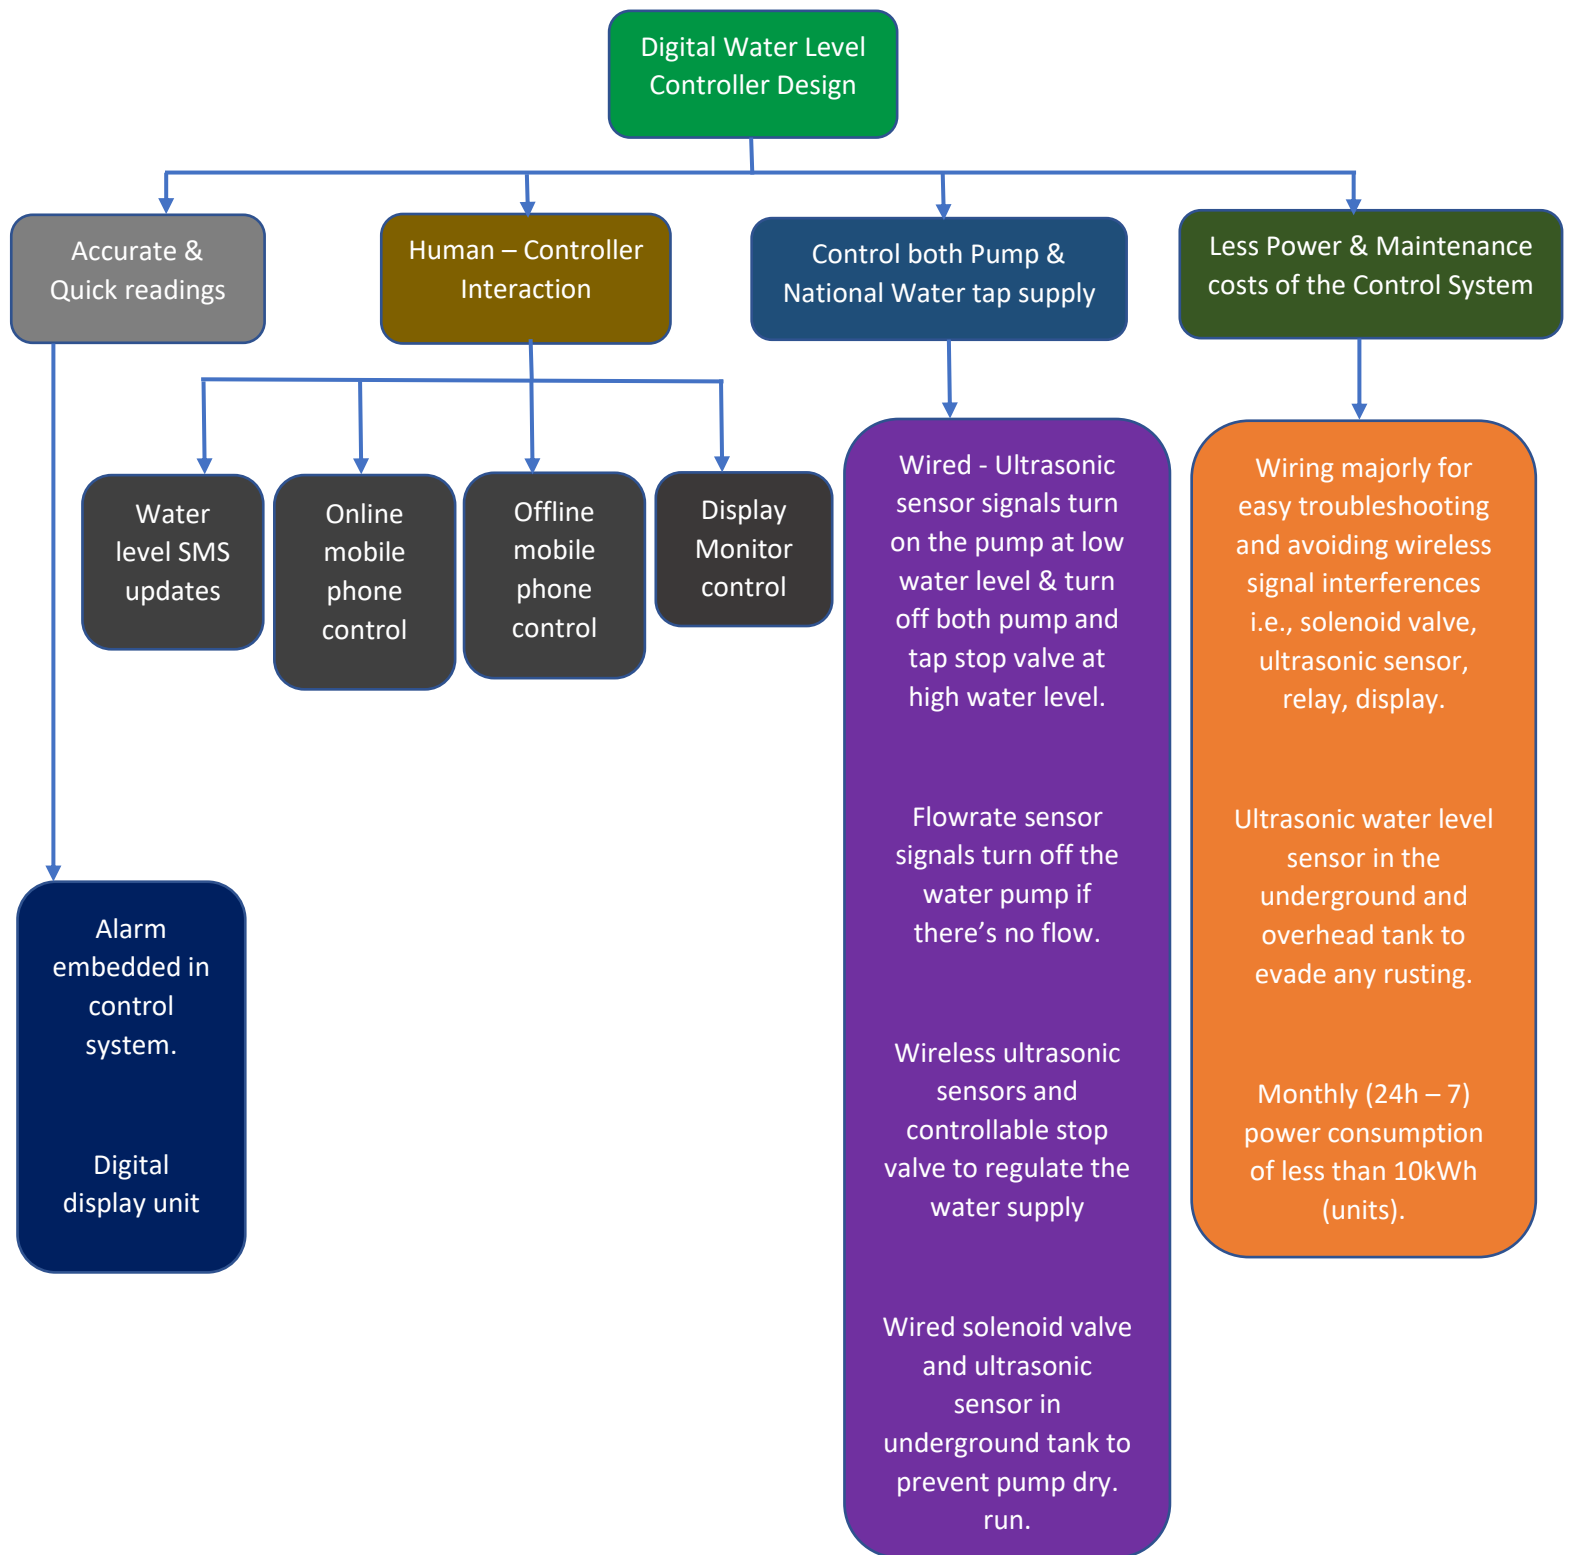 Digital Water Level
Controller Design
Accurate &
Quick readings
Human – Controller
Interaction
Control both Pump &
National Water tap supply
Less Power & Maintenance
costs of the Control System
Water
level SMS
updates
Online
mobile
phone
control
Offline
mobile
phone
control
Display
Monitor
control
Wired - Ultrasonic
sensor signals turn
on the pump at low
water level & turn
off both pump and
tap stop valve at
high water level.
Flowrate sensor
signals turn off the
water pump if
there’s no flow.
Wireless ultrasonic
sensors and
controllable stop
valve to regulate the
water supply
Wired solenoid valve
and ultrasonic
sensor in
underground tank to
prevent pump dry.
run.
Wiring majorly for
easy troubleshooting
and avoiding wireless
signal interferences
i.e., solenoid valve,
ultrasonic sensor,
relay, display.
Ultrasonic water level
sensor in the
underground and
overhead tank to
evade any rusting.
Monthly (24h – 7)
power consumption
of less than 10kWh
(units).
Alarm
embedded in
control
system.
Digital
display unit